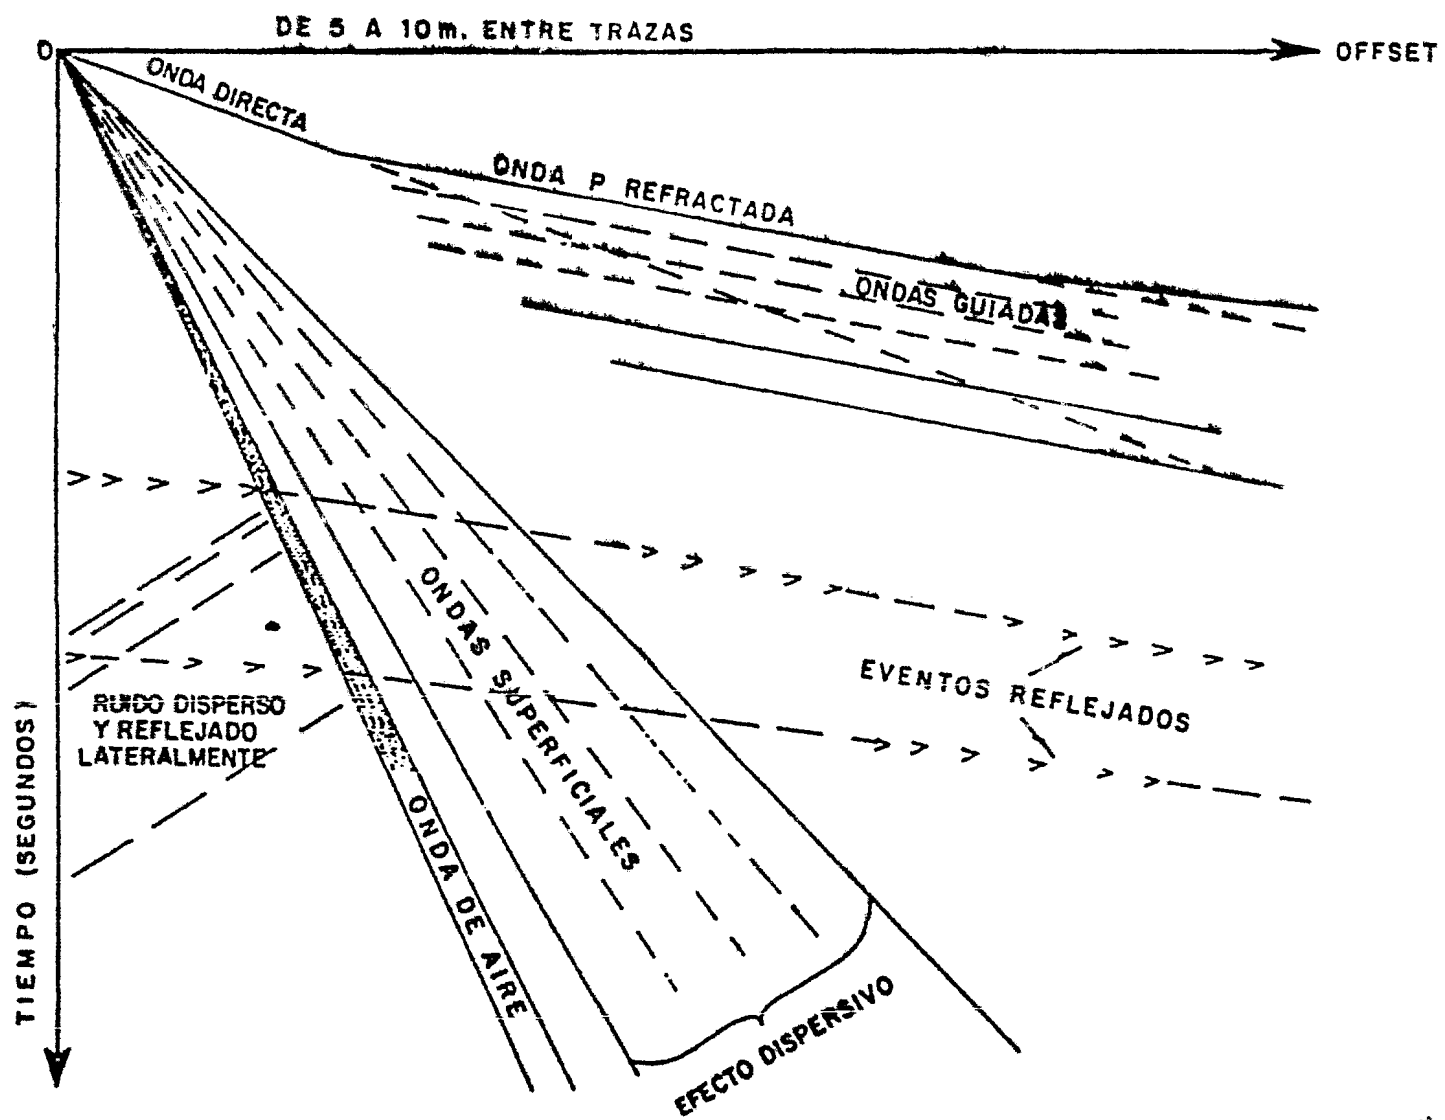 DE 5 A 10m. ENTRE TRAZAS
O
OFFSET
ONDA DIRECTA
ONDA P REFRACTADA
ONDAS GUIADAS
ONDAS SUPERFICIALES
EVENTOS REFLEJADOS
RUIDO DISPERSO
Y REFLEJADO
LATERALMENTE
ONDA DE AIRE
EFECTO DISPERSIVO
TIEMPO (SEGUNDOS)